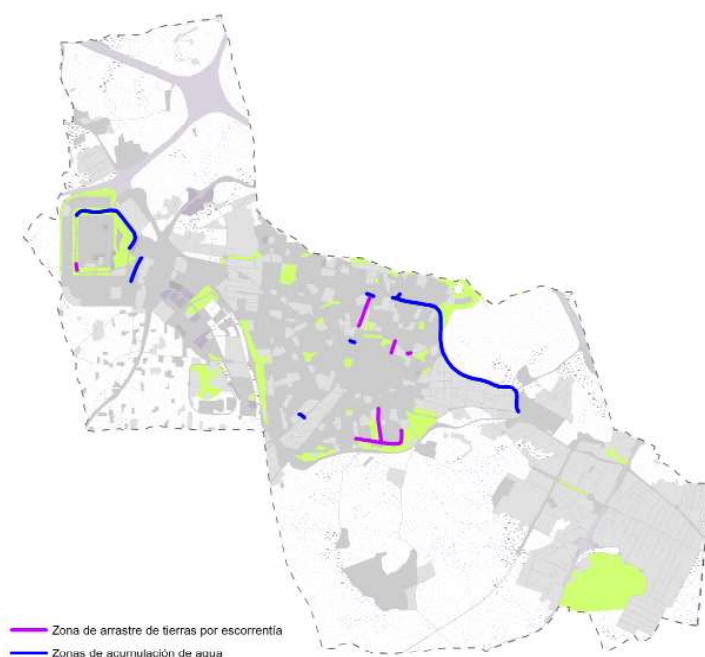 Zona de arrastre de tierras por escorrentía
Zonas de acumulación de agua